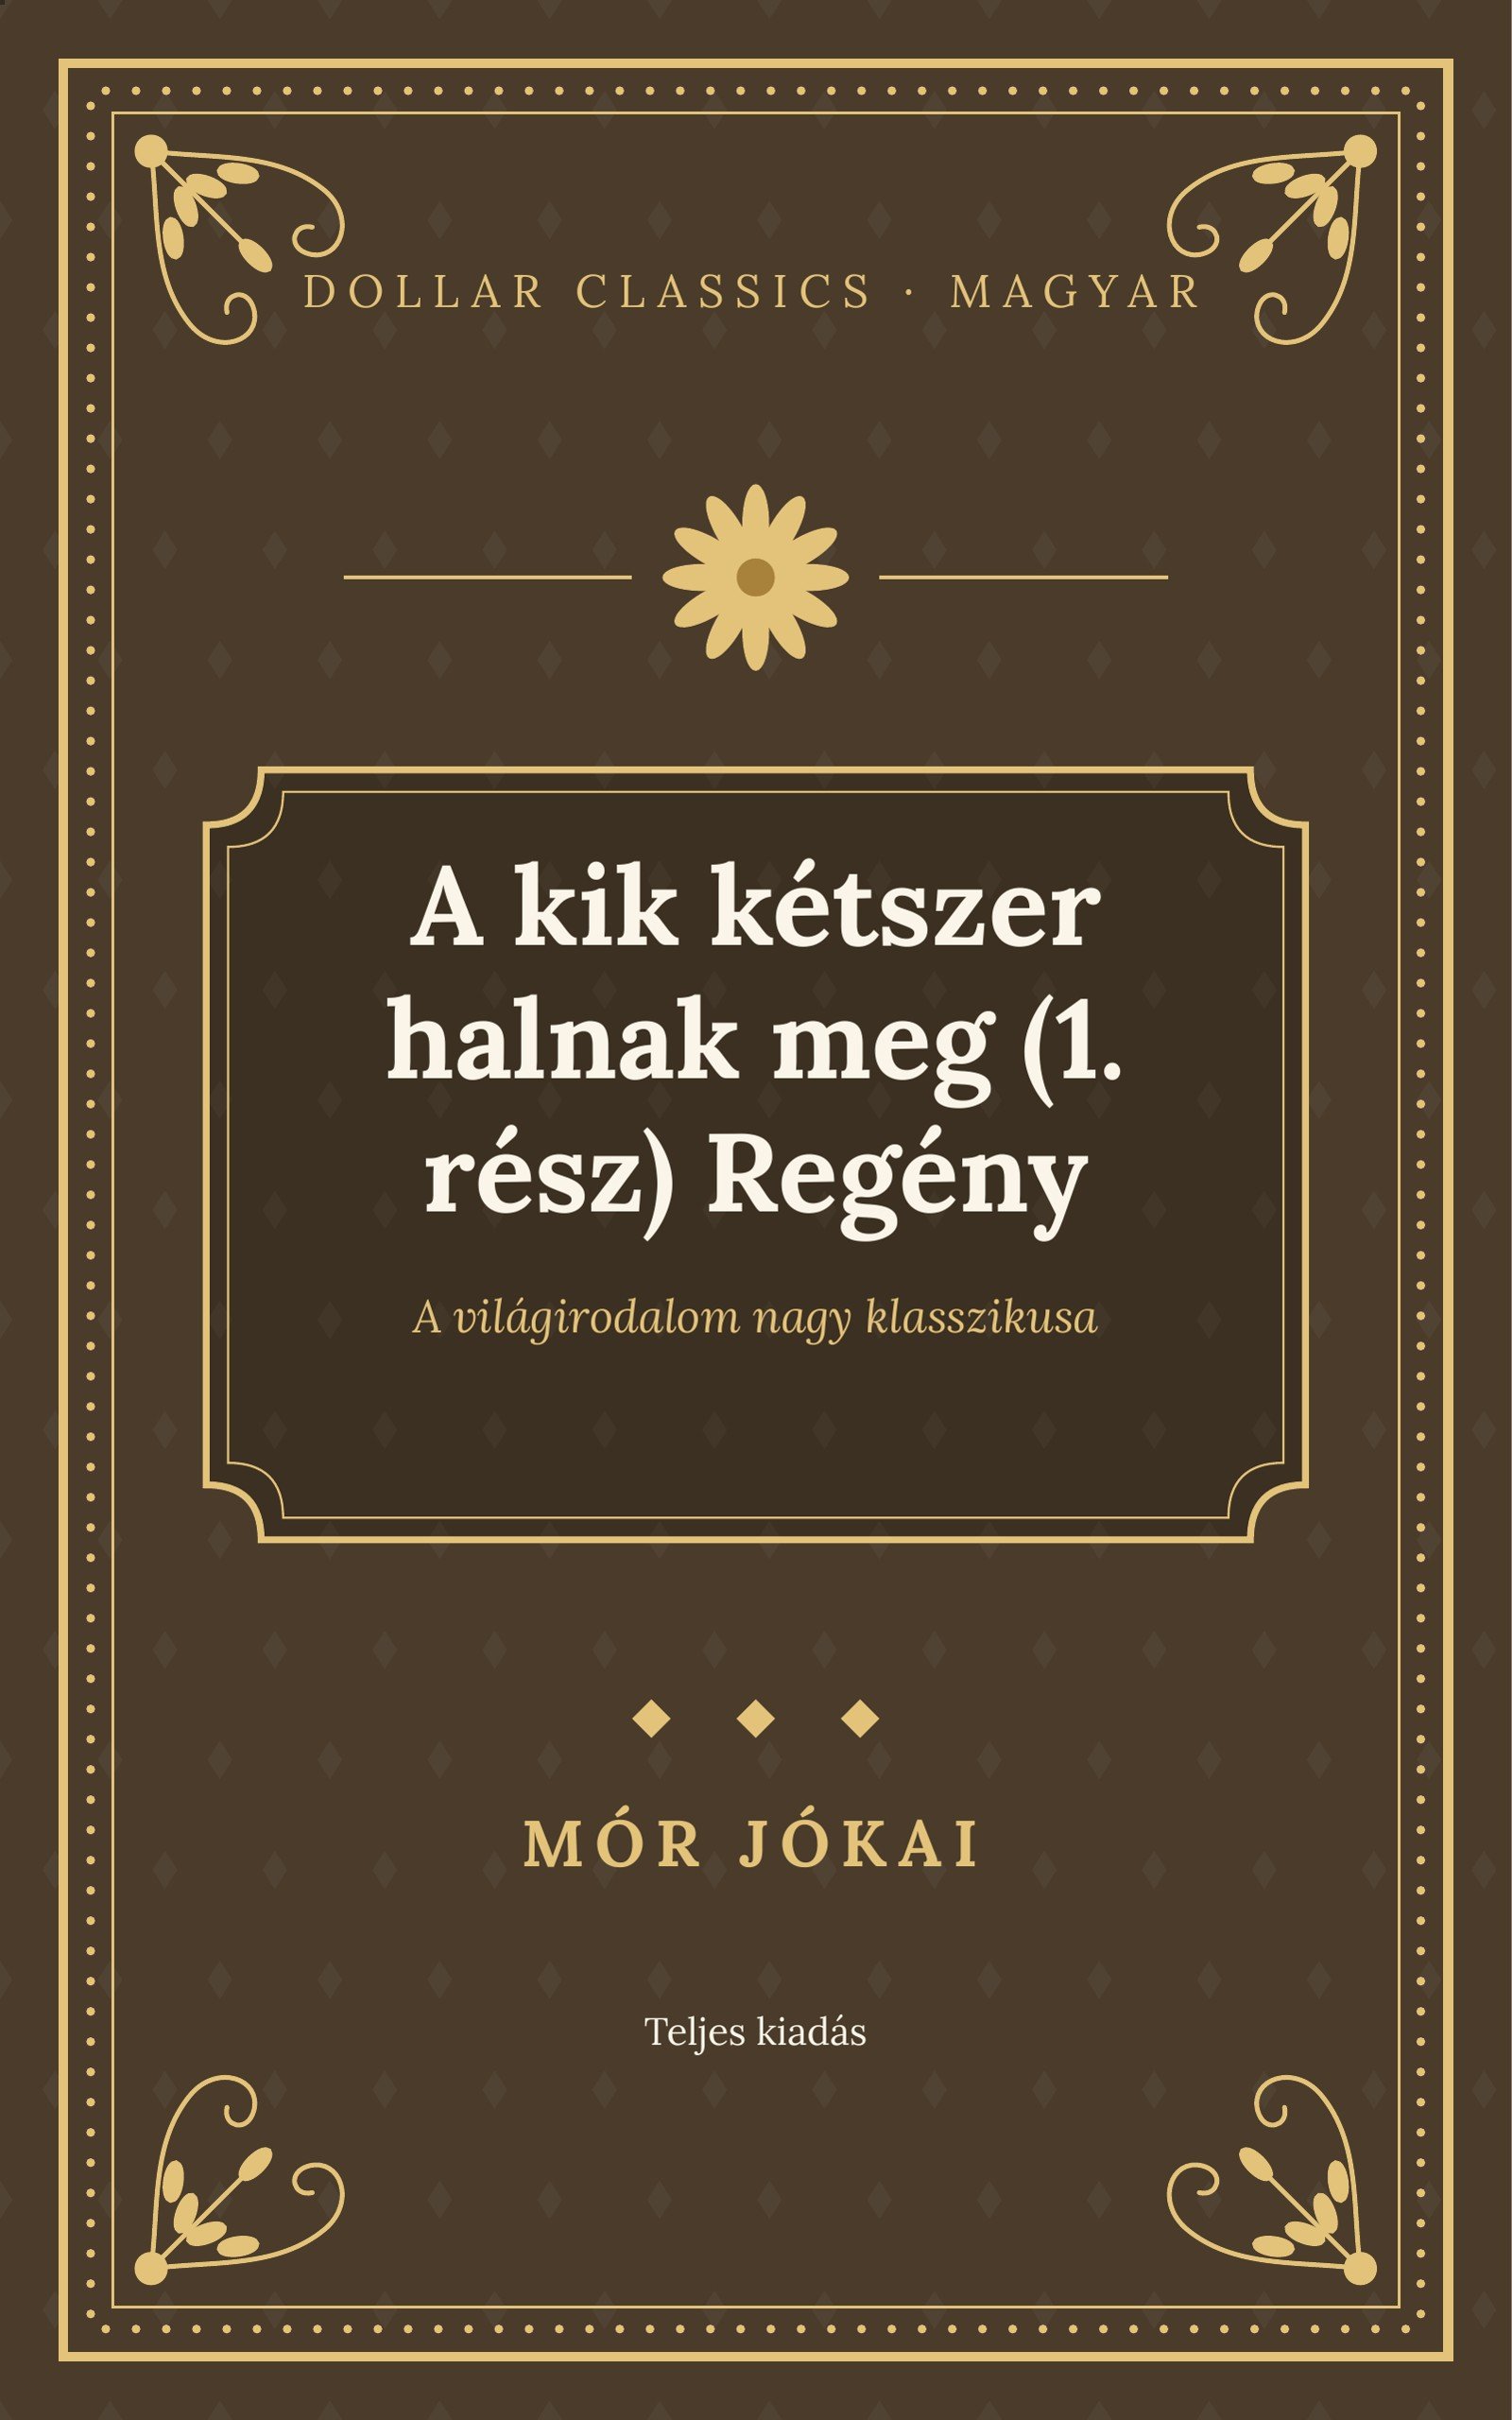 DOLLAR CLASSICS · MAGYAR
A kik kétszer
halnak meg (1.
rész) Regény
A világirodalom nagy klasszikusa
MÓR JÓKAI
Teljes kiadás